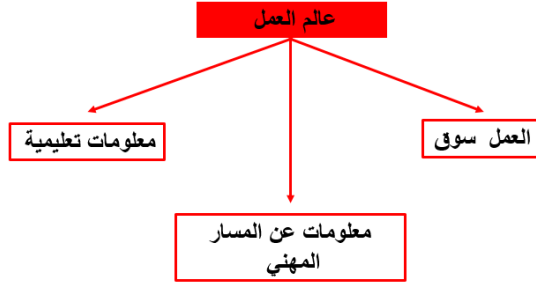 عالم العمل
العمل سوق
معلومات تعليمية
معلومات عن المسار
المهني